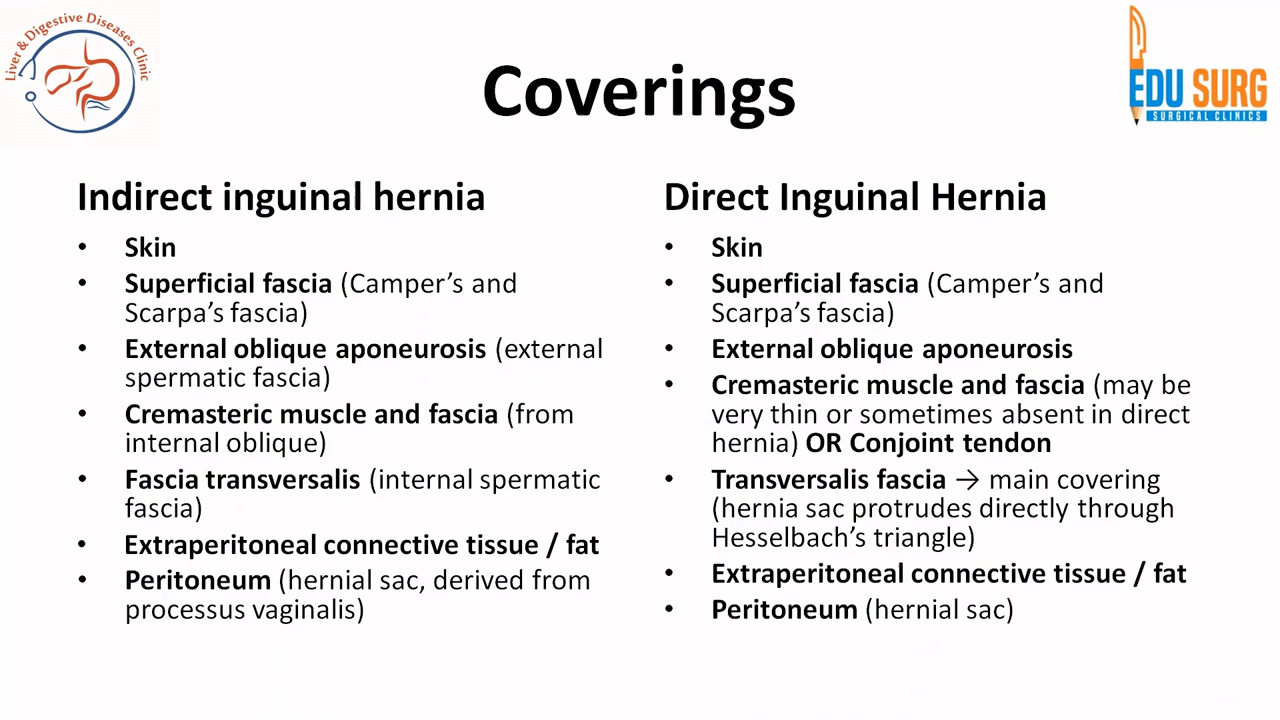 Liver & Digestive Diseases Clinic
EDU SURG
SURGICAL CLINICS
Coverings
Indirect inguinal hernia
• Skin
• Superficial fascia (Camper’s and
Scarpa’s fascia)
• External oblique aponeurosis (external
spermatic fascia)
• Cremasteric muscle and fascia (from
internal oblique)
• Fascia transversalis (internal spermatic
fascia)
• Extraperitoneal connective tissue / fat
• Peritoneum (hernial sac, derived from
processus vaginalis)
Direct Inguinal Hernia
• Skin
• Superficial fascia (Camper’s and
Scarpa’s fascia)
• External oblique aponeurosis
• Cremasteric muscle and fascia (may be
very thin or sometimes absent in direct
hernia) OR Conjoint tendon
• Transversalis fascia → main covering
(hernia sac protrudes directly through
Hesselbach’s triangle)
• Extraperitoneal connective tissue / fat
• Peritoneum (hernial sac)